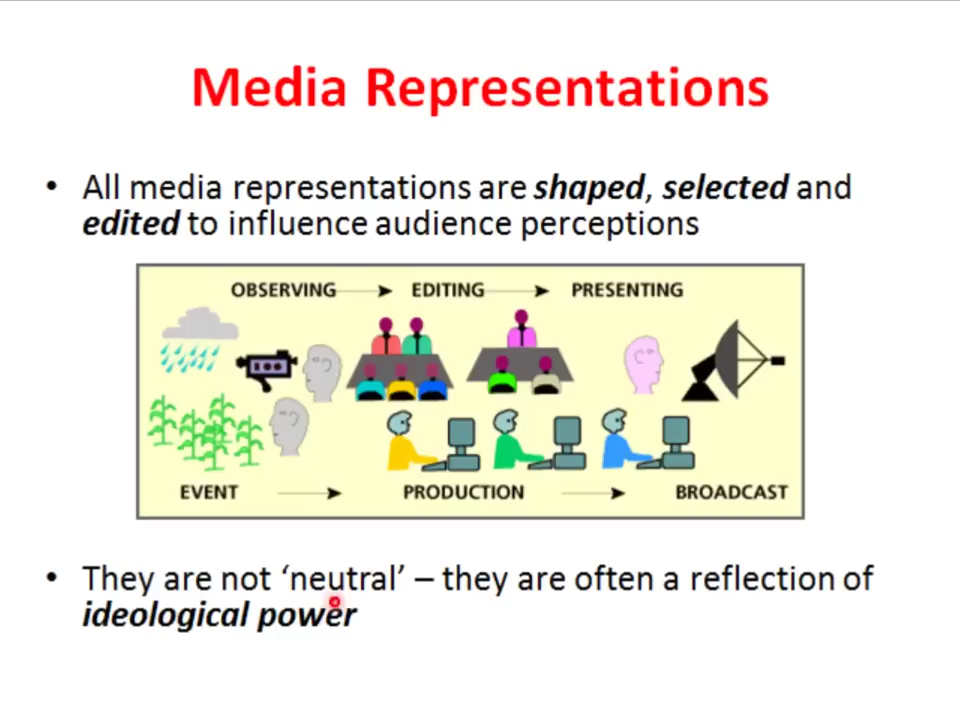 Media Representations
• All media representations are shaped, selected and
edited to influence audience perceptions
OBSERVING EDITING PRESENTING
EVENT PRODUCTION BROADCAST
• They are not ‘neutral’ – they are often a reflection of
ideological power